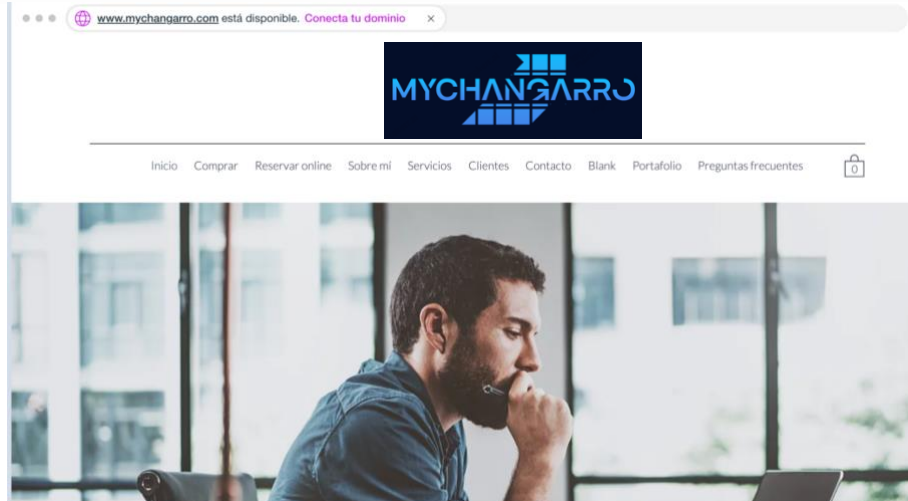 www.mychangarro.com está disponible. Conecta tu dominio ×
MYCHANGARRO
Inicio Comprar Reservar online Sobre mí Servicios Clientes Contacto Blank Portafolio Preguntas frecuentes 0